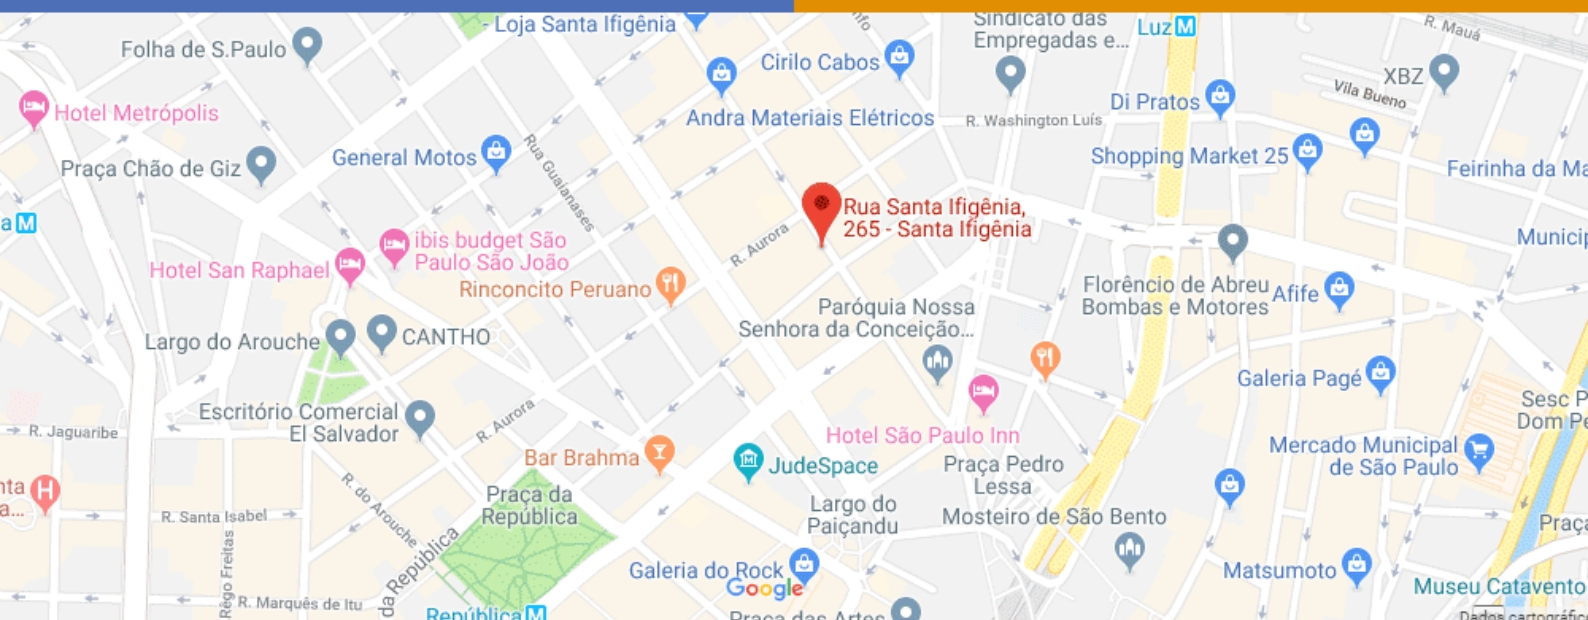 - Loja Santa Ifigênia
Folha de S.Paulo
Cirilo Cabos
Sindicato das
Empregadas e...
Luz M
R. Mauá
XBZ
Vila Bueno
Hotel Metrópolis
Andra Materiais Elétricos
R. Washington Luís
Di Pratos
Praça Chão de Giz
General Motos
Rua Guaianases
Shopping Market 25
Feirinha da Ma
a M
Rua Santa Ifigênia,
265 - Santa Ifigênia
R. Aurora
ibis budget São
Paulo São João
Hotel San Raphael
Rinconcito Peruano
Municip
Florêncio de Abreu
Bombas e Motores
Afife
Paróquia Nossa
Senhora da Conceição...
Largo do Arouche
CANTHO
Galeria Pagé
Escritório Comercial
El Salvador
R. Aurora
R. Jaguaribe
Hotel São Paulo Inn
Sesc P
Dom Pe
Bar Brahma
JudeSpace
Praça Pedro
Lessa
Mercado Municipal
de São Paulo
nta
a...
H
Praça da
República
R. do Arouche
Largo do
Paiçandu
Mosteiro de São Bento
R. Santa Isabel
Praça
Rêgo Freitas
da República
Galeria do Rock
Google
Matsumoto
Museu Catavento
R. Marquês de Itu
República M
Praça das Artes
Dados cartográfic